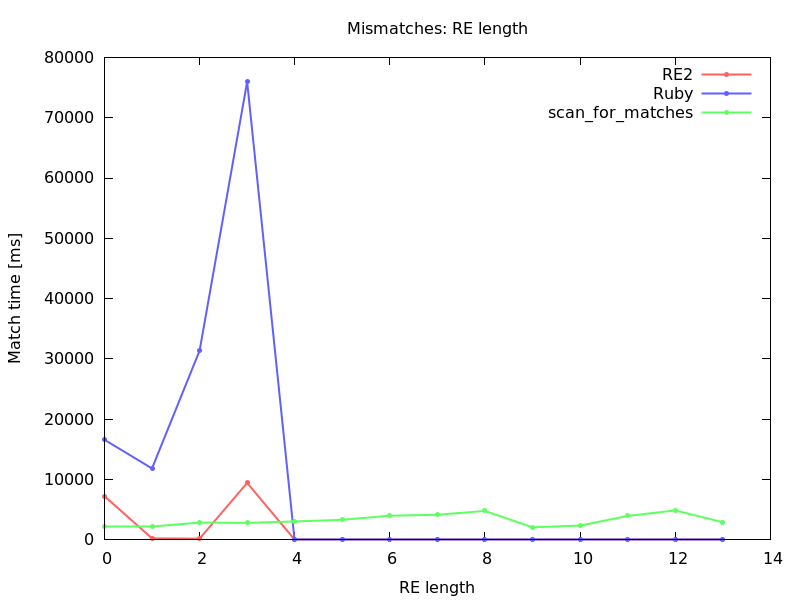 Mismatches: RE length
80000
70000
60000
50000
40000
30000
20000
10000
0
Match time [ms]
RE2
Ruby
scan_for_matches
0 2 4 6 8 10 12 14
RE length